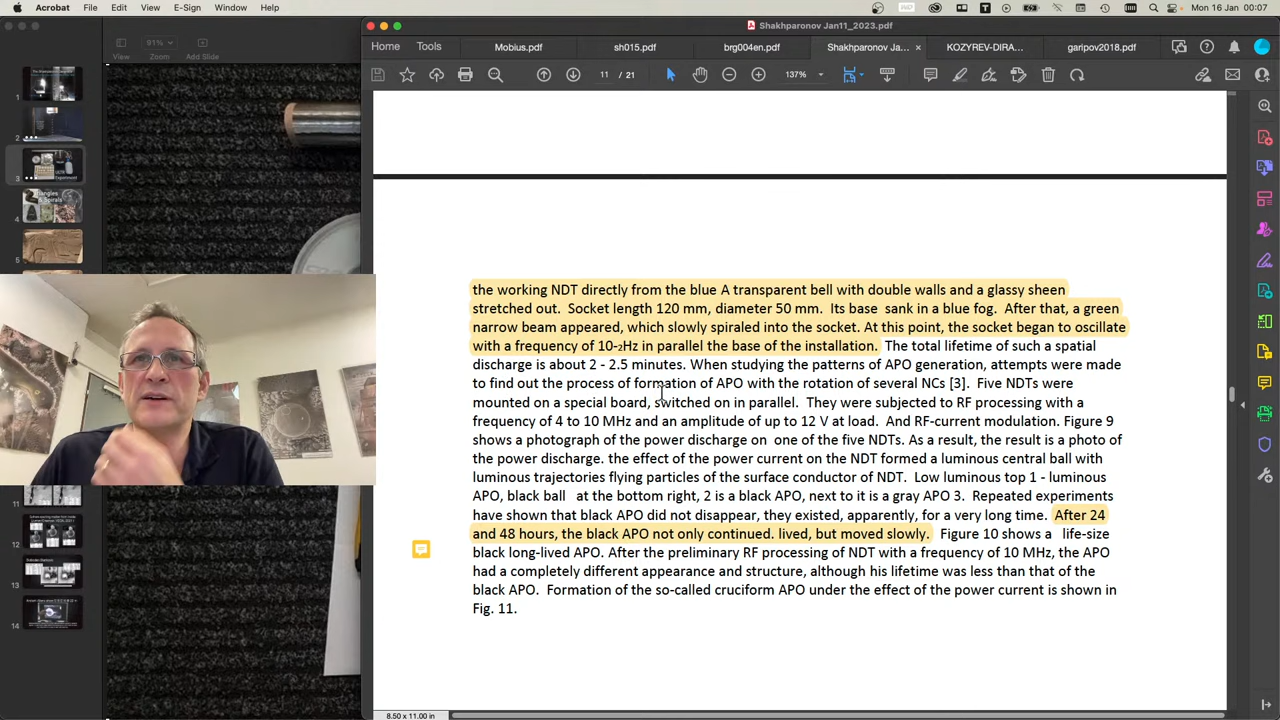 Acrobat File Edit View E-Sign Window Help
Mon 16 Jan 00:07
Shakhparonov Jan11_2023.pdf
Home Tools Mobius.pdf sh015.pdf brg004en.pdf Shakhparonov Ja... KOZYREV-DIRA... garipov2018.pdf
91%
View Zoom Add Slide
11 / 21 137%
the working NDT directly from the blue A transparent bell with double walls and a glassy sheen
stretched out. Socket length 120 mm, diameter 50 mm. Its base sank in a blue fog. After that, a green
narrow beam appeared, which slowly spiraled into the socket. At this point, the socket began to oscillate
with a frequency of 10-2Hz in parallel the base of the installation. The total lifetime of such a spatial
discharge is about 2 - 2.5 minutes. When studying the patterns of APO generation, attempts were made
to find out the process of formation of APO with the rotation of several NCs [3]. Five NDTs were
mounted on a special board, switched on in parallel. They were subjected to RF processing with a
frequency of 4 to 10 MHz and an amplitude of up to 12 V at load. And RF-current modulation. Figure 9
shows a photograph of the power discharge on one of the five NDTs. As a result, the result is a photo of
the power discharge. the effect of the power current on the NDT formed a luminous central ball with
luminous trajectories flying particles of the surface conductor of NDT. Low luminous top 1 - luminous
APO, black ball at the bottom right, 2 is a black APO, next to it is a gray APO 3. Repeated experiments
have shown that black APO did not disappear, they existed, apparently, for a very long time. After 24
and 48 hours, the black APO not only continued. lived, but moved slowly. Figure 10 shows a life-size
black long-lived APO. After the preliminary RF processing of NDT with a frequency of 10 MHz, the APO
had a completely different appearance and structure, although his lifetime was less than that of the
black APO. Formation of the so-called cruciform APO under the effect of the power current is shown in
Fig. 11.
1
2
3
4
5
11
12
13
14
8.50 x 11.00 in